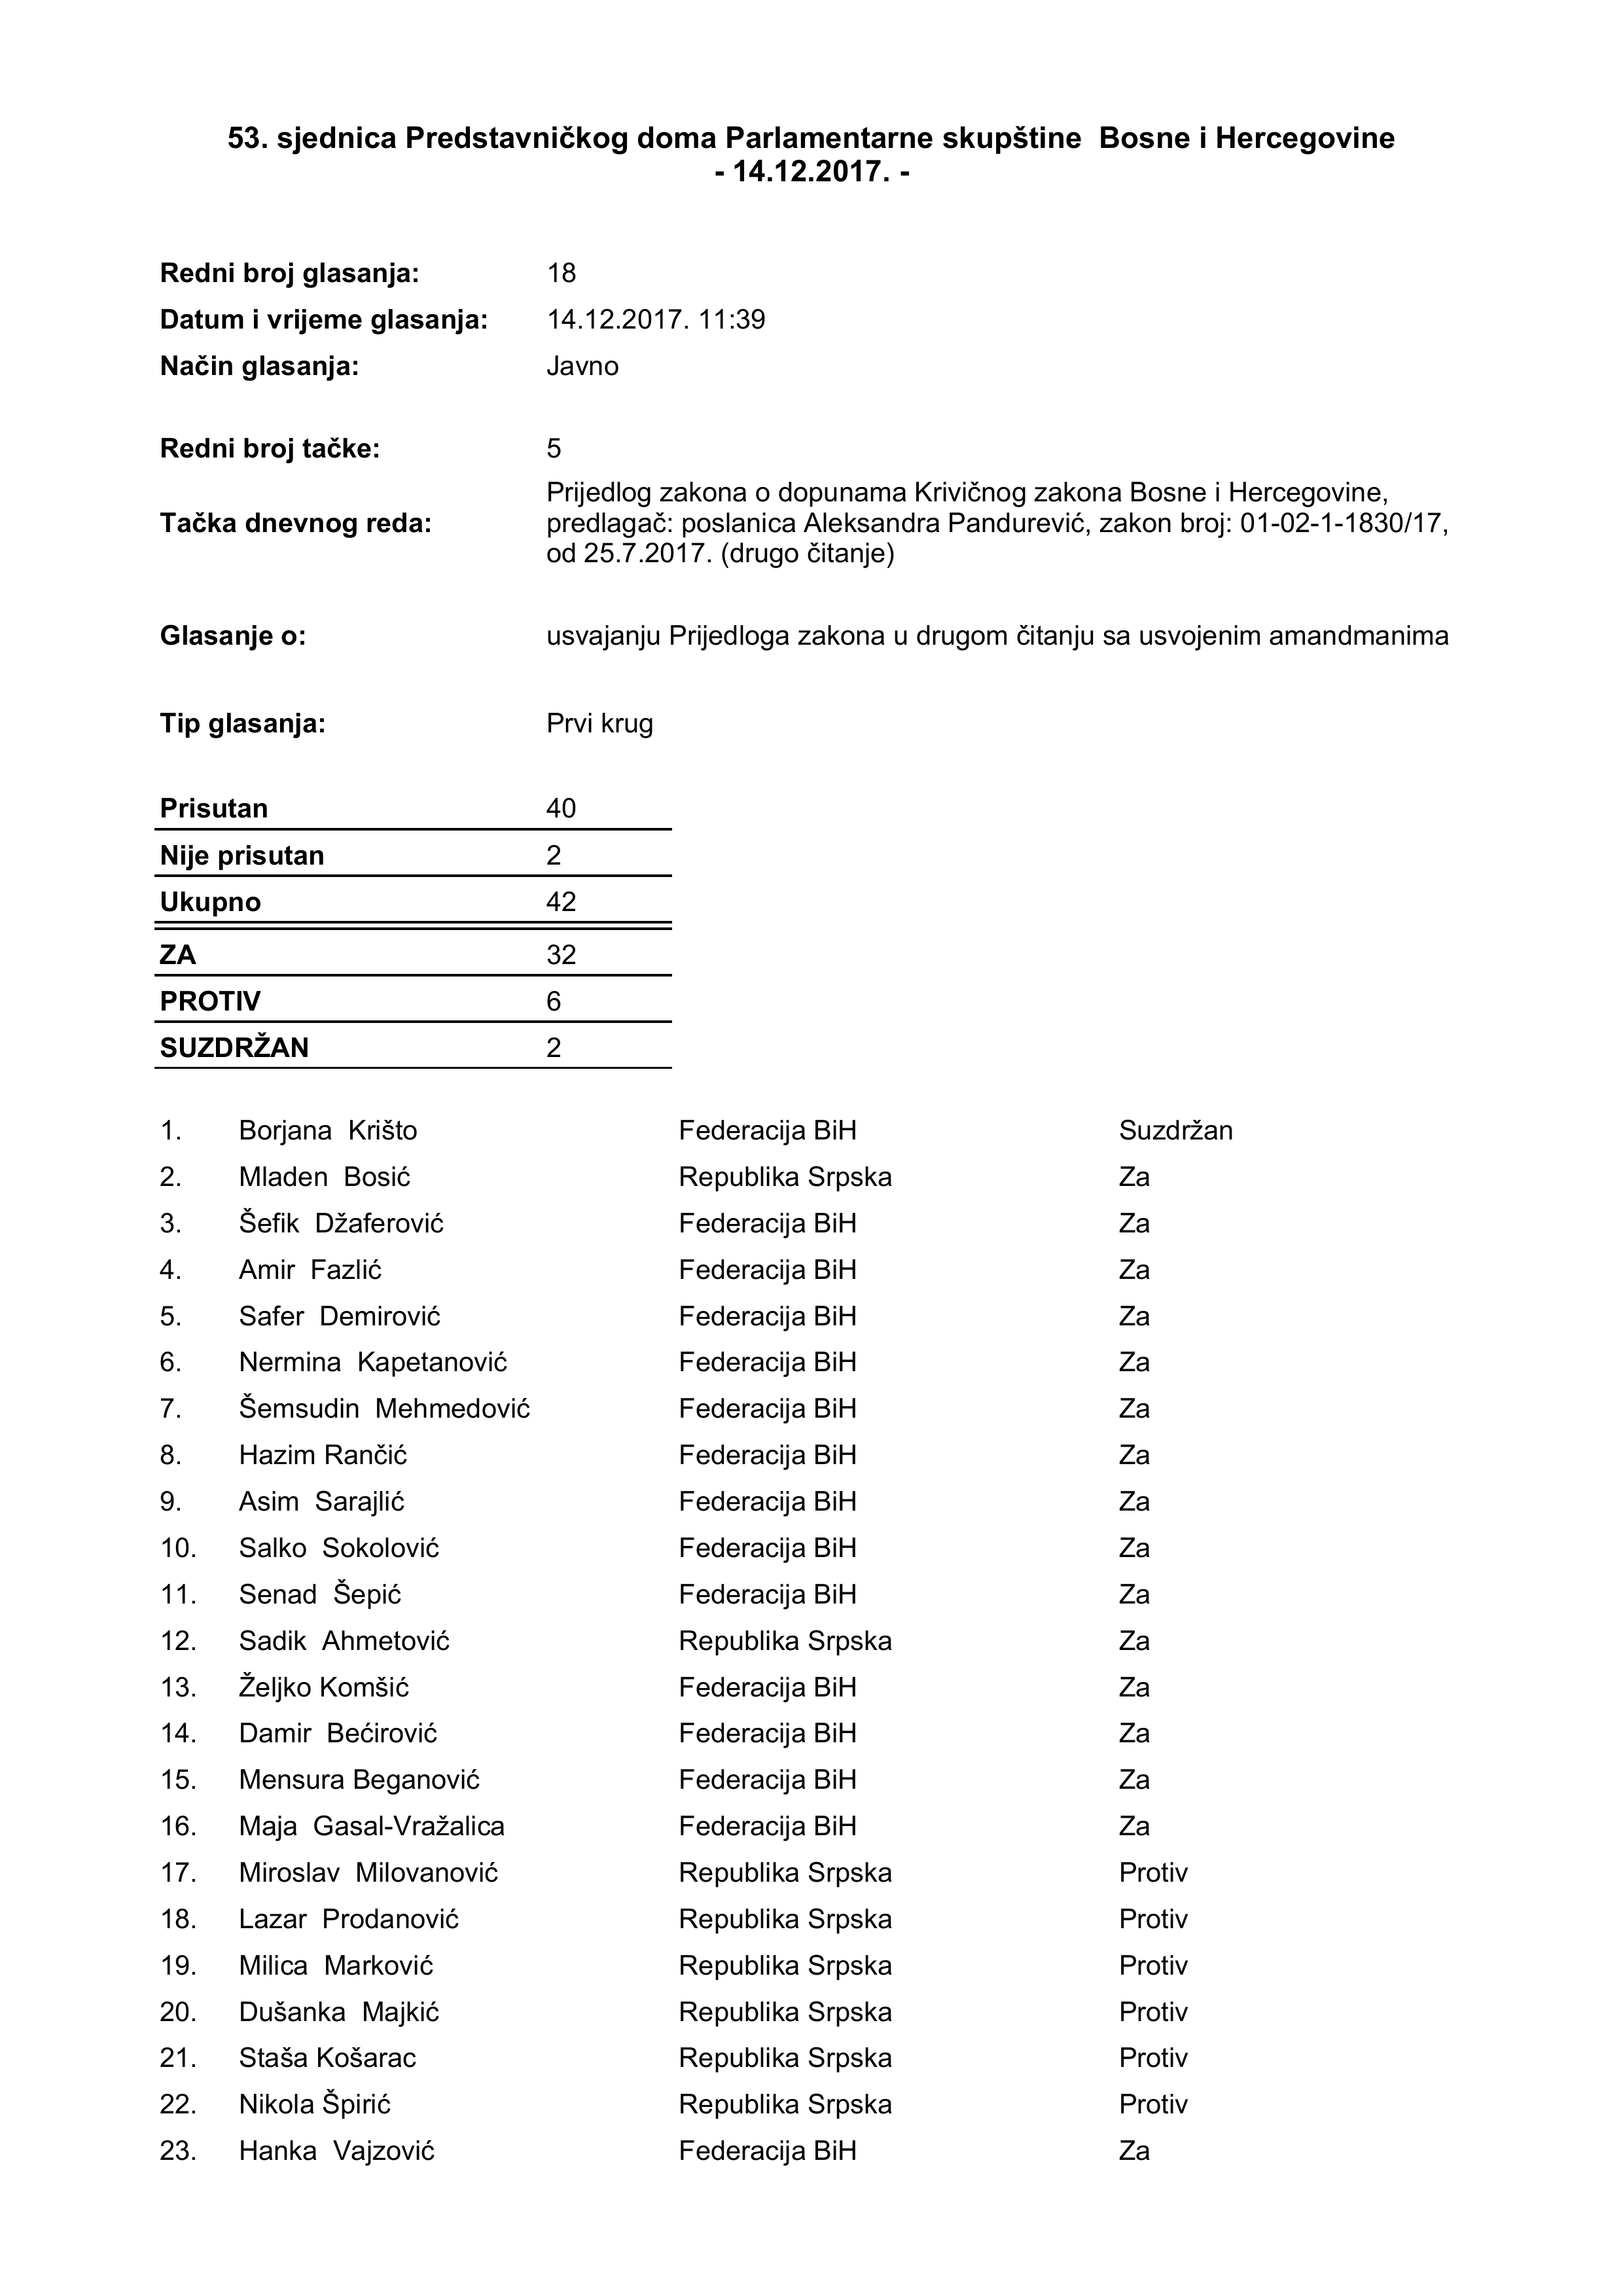 53. sjednica Predstavničkog doma Parlamentarne skupštine  Bosne i Hercegovine
- 14.12.2017. -
Redni broj glasanja: 18
Datum i vrijeme glasanja: 14.12.2017. 11:39
Način glasanja: Javno
Redni broj tačke: 5
Prijedlog zakona o dopunama Krivičnog zakona Bosne i Hercegovine,
Tačka dnevnog reda: predlagač: poslanica Aleksandra Pandurević, zakon broj: 01-02-1-1830/17,
od 25.7.2017. (drugo čitanje)
Glasanje o: usvajanju Prijedloga zakona u drugom čitanju sa usvojenim amandmanima
Tip glasanja: Prvi krug
Prisutan 40
Nije prisutan 2
Ukupno 42
ZA 32
PROTIV 6
SUZDRŽAN 2
1. Borjana  Krišto Federacija BiH Suzdržan
2. Mladen  Bosić Republika Srpska Za
3. Šefik  Džaferović Federacija BiH Za
4. Amir  Fazlić Federacija BiH Za
5. Safer  Demirović Federacija BiH Za
6. Nermina  Kapetanović Federacija BiH Za
7. Šemsudin  Mehmedović Federacija BiH Za
8. Hazim Rančić Federacija BiH Za
9. Asim  Sarajlić Federacija BiH Za
10. Salko  Sokolović Federacija BiH Za
11. Senad  Šepić Federacija BiH Za
12. Sadik  Ahmetović Republika Srpska Za
13. Željko Komšić Federacija BiH Za
14. Damir  Bećirović Federacija BiH Za
15. Mensura Beganović Federacija BiH Za
16. Maja  Gasal-Vražalica Federacija BiH Za
17. Miroslav  Milovanović Republika Srpska Protiv
18. Lazar  Prodanović Republika Srpska Protiv
19. Milica  Marković Republika Srpska Protiv
20. Dušanka  Majkić Republika Srpska Protiv
21. Staša Košarac Republika Srpska Protiv
22. Nikola Špirić Republika Srpska Protiv
23. Hanka  Vajzović Federacija BiH Za